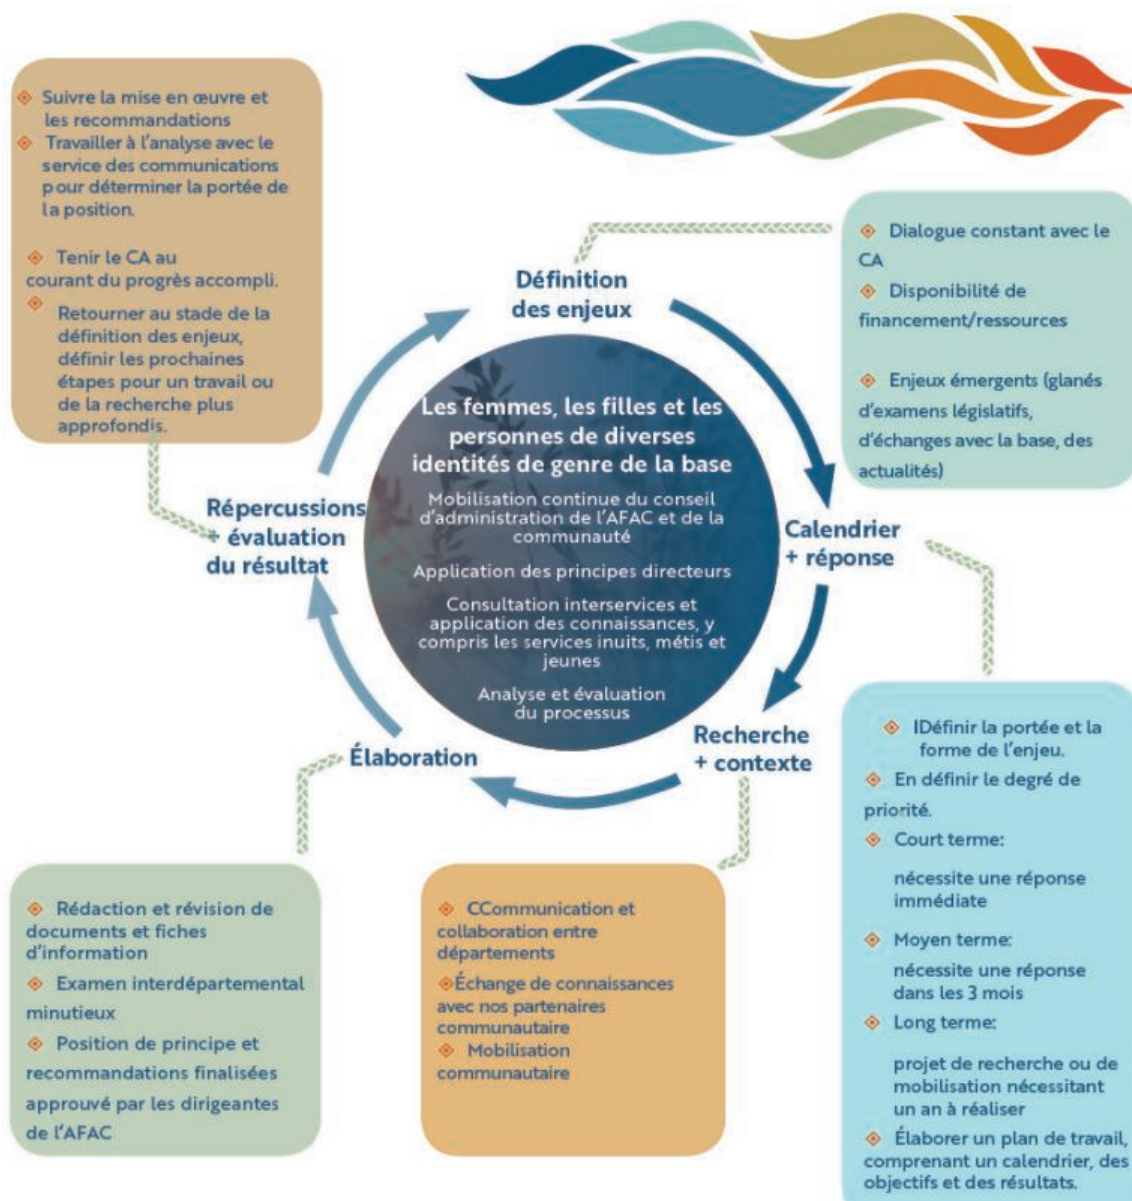 ◈ Suivre la mise en œuvre et
les recommandations
◈ Travailler à l'analyse avec le
service des communications
pour déterminer la portée de
la position.
◈ Tenir le CA au
courant du progrès accompli.
◈ Retourner au stade de la
définition des enjeux,
définir les prochaines
étapes pour un travail ou
de la recherche plus
approfondis.
Définition
des enjeux
◈ Dialogue constant avec le
CA
◈ Disponibilité de
financement/ressources
◈ Enjeux émergents (glanés
d'examens législatifs,
d'échanges avec la base, des
actualités)
Les femmes, les filles et les
personnes de diverses
identités de genre de la base
Mobilisation continue du conseil
d'administration de l'AFAC et de la
communauté
Application des principes directeurs
Consultation interservices et
application des connaissances, y
compris les services inuits, métis et
jeunes
Analyse et évaluation
du processus
Répercussions
+ évaluation
du résultat
Calendrier
+ réponse
Recherche
+ contexte
Élaboration
◈ IDéfinir la portée et la
forme de l'enjeu.
◈ En définir le degré de
priorité.
◈ Court terme:
nécessite une réponse
immédiate
◈ Moyen terme:
nécessite une réponse
dans les 3 mois
◈ Long terme:
projet de recherche ou de
mobilisation nécessitant
un an à réaliser
◈ Élaborer un plan de travail,
comprenant un calendrier, des
objectifs et des résultats.
◈ Rédaction et révision de
documents et fiches
d'information
◈ Examen interdépartemental
minutieux
◈ Position de principe et
recommandations finalisées
approuvé par les dirigeantes
de l'AFAC
◈ CCommunication et
collaboration entre
départements
◈Échange de connaissances
avec nos partenaires
communautaire
◈ Mobilisation
communautaire